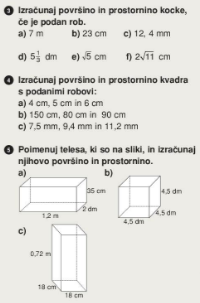 3 Izračunaj površino in prostornino kocke,
če je podan rob.
a) 7 m b) 23 cm c) 12, 4 mm
d) 5 1/3 dm e) √5 cm f) 2√11 cm
4 Izračunaj površino in prostornino kvadra
s podanimi robovi:
a) 4 cm, 5 cm in 6 cm
b) 150 cm, 80 cm in 90 cm
c) 7,5 mm, 9,4 mm in 11,2 mm
5 Poimenuj telesa, ki so na sliki, in izračunaj
njihovo površino in prostornino.
a) b)
35 cm
2 dm
1,2 m
4,5 dm
4,5 dm
4,5 dm
c)
0,72 m
18 cm
18 cm